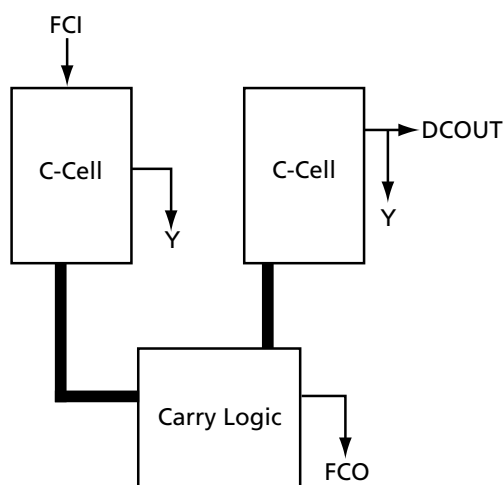 FCI
C-Cell
C-Cell
DCOUT
Y
Y
Carry Logic
FCO